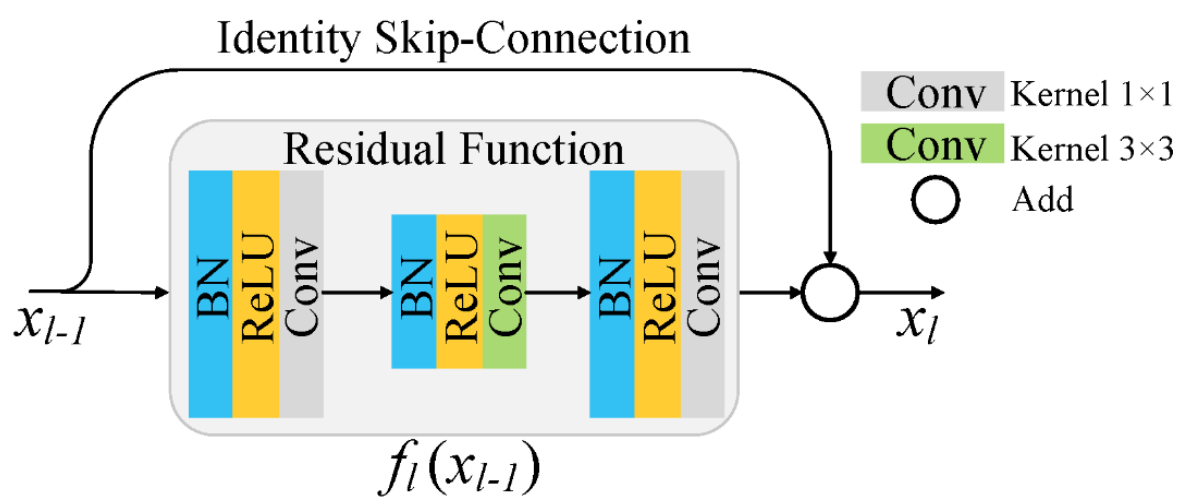 Identity Skip-Connection
Conv Kernel 1×1
Conv Kernel 3×3
Add
Residual Function
BN
ReLU
Conv
BN
ReLU
Conv
BN
ReLU
Conv
x_{l-1}
x_l
f_l(x_{l-1})